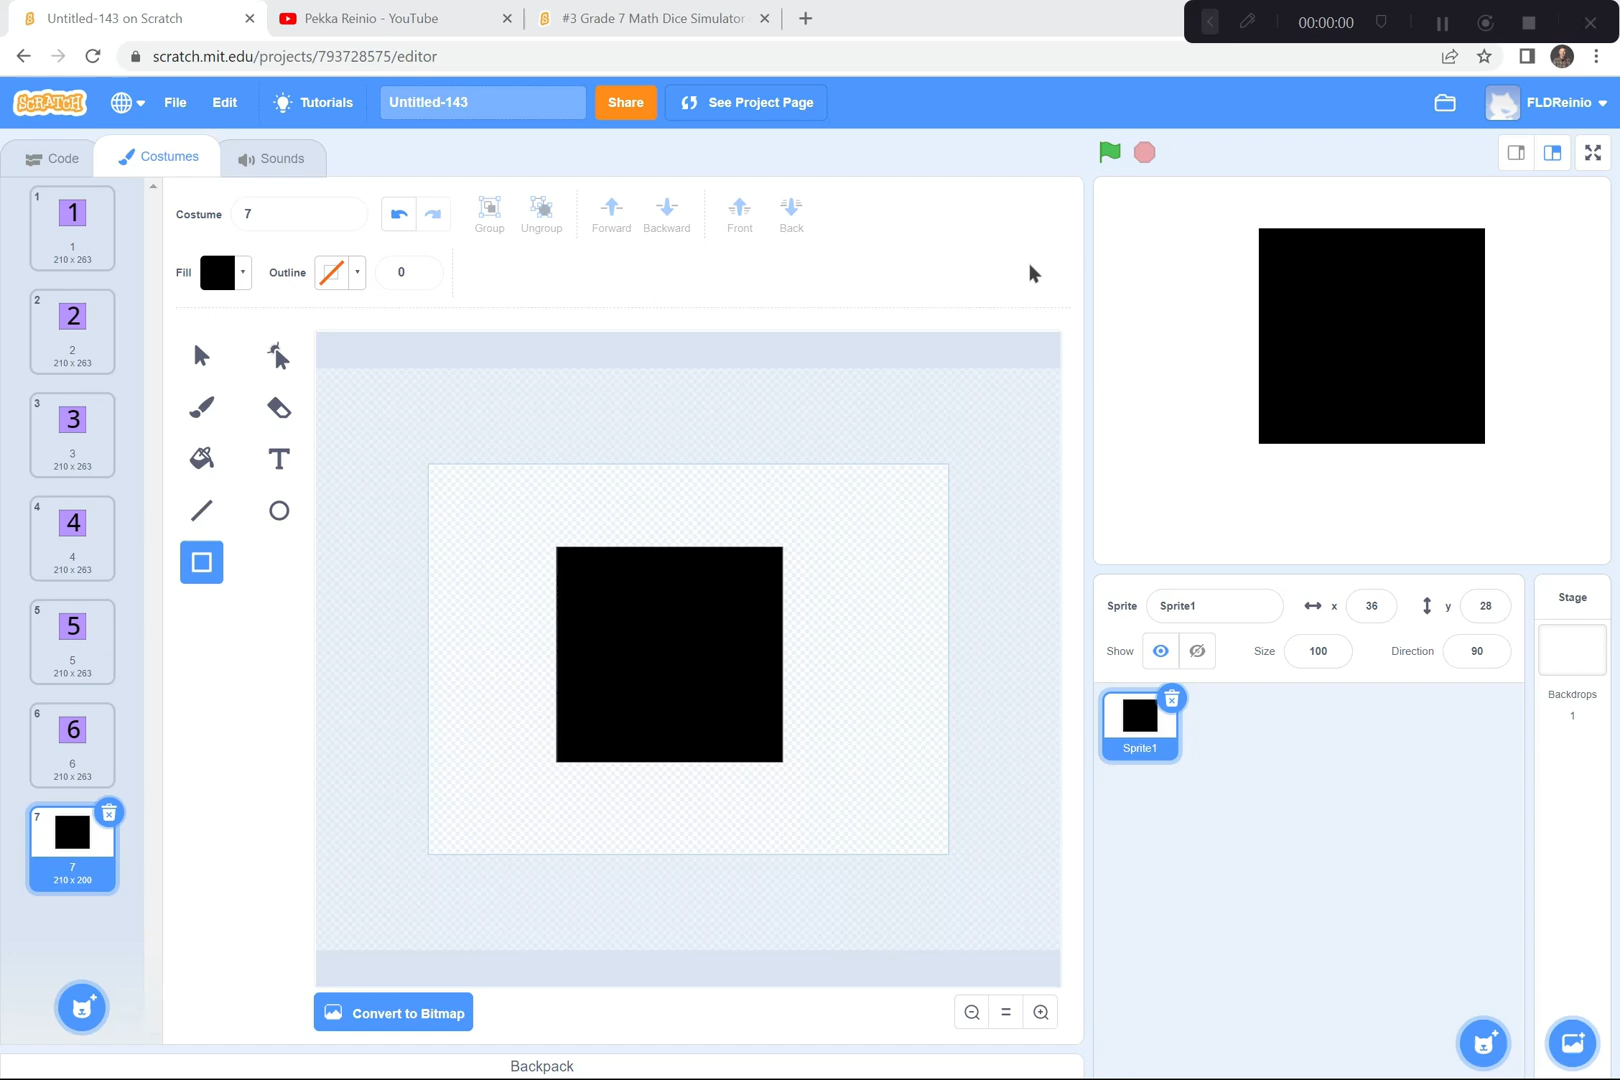 Untitled-143 on Scratch
Pekka Reinio - YouTube
#3 Grade 7 Math Dice Simulator
00:00:00
scratch.mit.edu/projects/793728575/editor
SCRATCH
File
Edit
Tutorials
Untitled-143
Share
See Project Page
FLDReinio
Code
Costumes
Sounds
1
1
1
210 x 263
2
2
2
210 x 263
3
3
3
210 x 263
4
4
4
210 x 263
5
5
5
210 x 263
6
6
6
210 x 263
7
7
210 x 200
Costume
7
Group
Ungroup
Forward
Backward
Front
Back
Fill
Outline
0
T
Convert to Bitmap
Backpack
Sprite
Sprite1
x
36
y
28
Show
Size
100
Direction
90
Sprite1
Stage
Backdrops
1